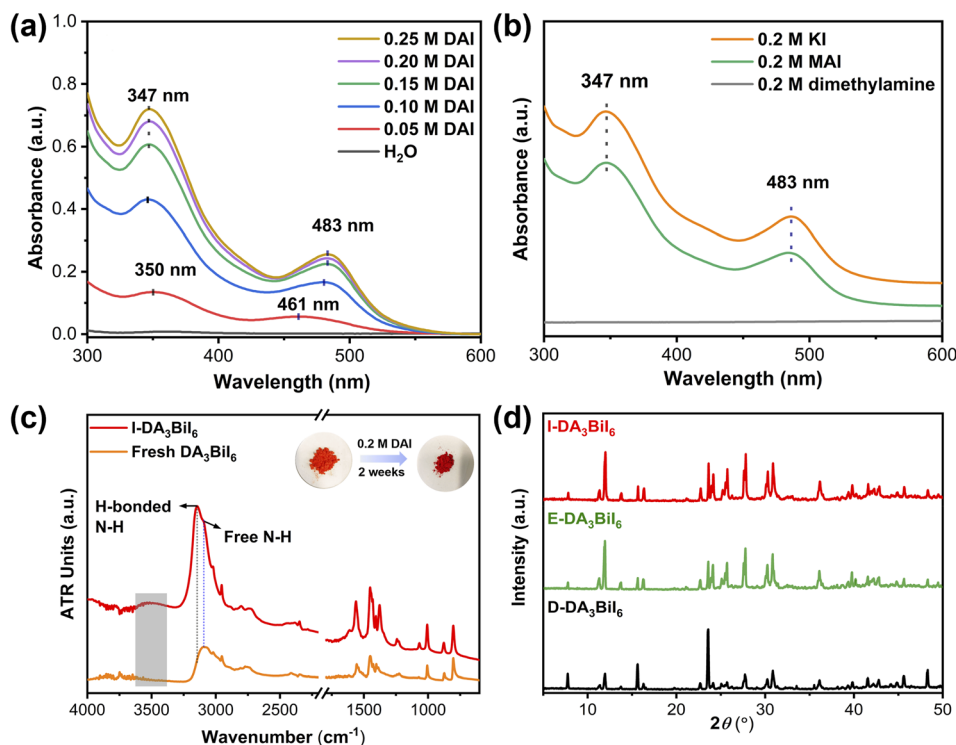 (a)
0.25 M DAI
0.20 M DAI
0.15 M DAI
0.10 M DAI
0.05 M DAI
H₂O
347 nm
483 nm
350 nm
461 nm
1.0
0.8
0.6
0.4
0.2
0.0
Absorbance (a.u.)
300
400
500
600
Wavelength (nm)
(b)
0.2 M KI
0.2 M MAI
0.2 M dimethylamine
347 nm
483 nm
Absorbance (a.u.)
300
400
500
600
Wavelength (nm)
(c)
I-DA₃BiI₆
Fresh DA₃BiI₆
0.2 M DAI
2 weeks
H-bonded
N-H
Free N-H
ATR Units (a.u.)
4000
3500
3000
2500
1500
1000
Wavenumber (cm⁻¹)
(d)
I-DA₃BiI₆
E-DA₃BiI₆
D-DA₃BiI₆
Intensity (a.u.)
10
20
30
40
50
2θ (°)